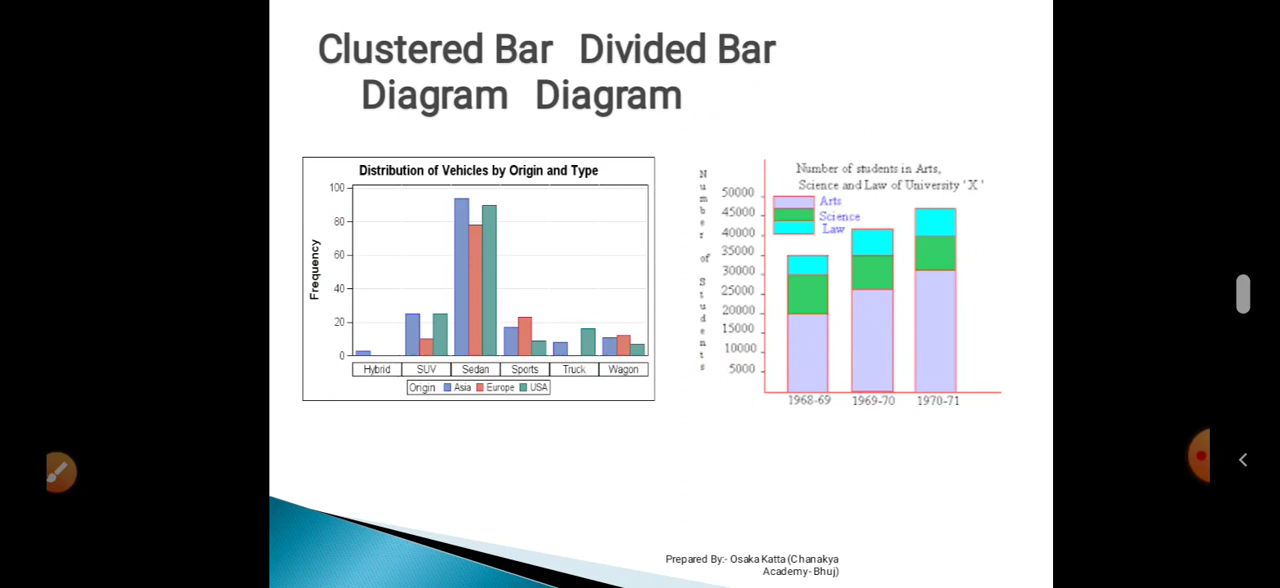 Clustered Bar Divided Bar
Diagram Diagram
Distribution of Vehicles by Origin and Type
100
80
60
40
20
0
Frequency
Hybrid SUV Sedan Sports Truck Wagon
Origin Asia Europe USA
Number of students in Arts,
Science and Law of University 'X'
Arts
Science
Law
Number of Students
50000
45000
40000
35000
30000
25000
20000
15000
10000
5000
1968-69 1969-70 1970-71
Prepared By:- Osaka Katta (Chanakya
Academy- Bhuj)